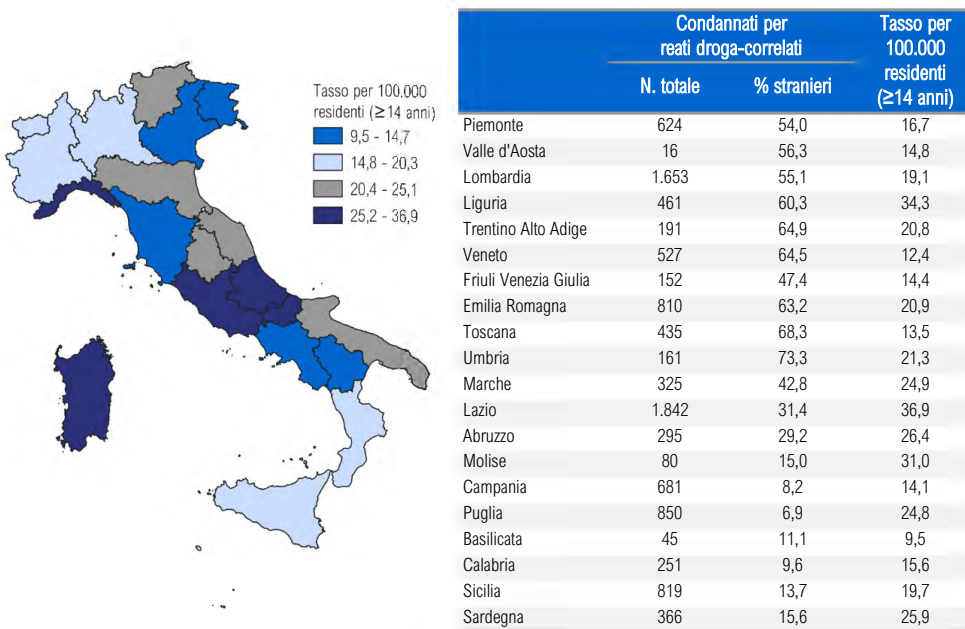 Tasso per 100.000
residenti (≥14 anni)
9,5 - 14,7
14,8 - 20,3
20,4 - 25,1
25,2 - 36,9
Condannati per
reati droga-correlati
Tasso per
100.000
residenti
(≥14 anni)
N. totale % stranieri
Piemonte 624 54,0 16,7
Valle d'Aosta 16 56,3 14,8
Lombardia 1.653 55,1 19,1
Liguria 461 60,3 34,3
Trentino Alto Adige 191 64,9 20,8
Veneto 527 64,5 12,4
Friuli Venezia Giulia 152 47,4 14,4
Emilia Romagna 810 63,2 20,9
Toscana 435 68,3 13,5
Umbria 161 73,3 21,3
Marche 325 42,8 24,9
Lazio 1.842 31,4 36,9
Abruzzo 295 29,2 26,4
Molise 80 15,0 31,0
Campania 681 8,2 14,1
Puglia 850 6,9 24,8
Basilicata 45 11,1 9,5
Calabria 251 9,6 15,6
Sicilia 819 13,7 19,7
Sardegna 366 15,6 25,9